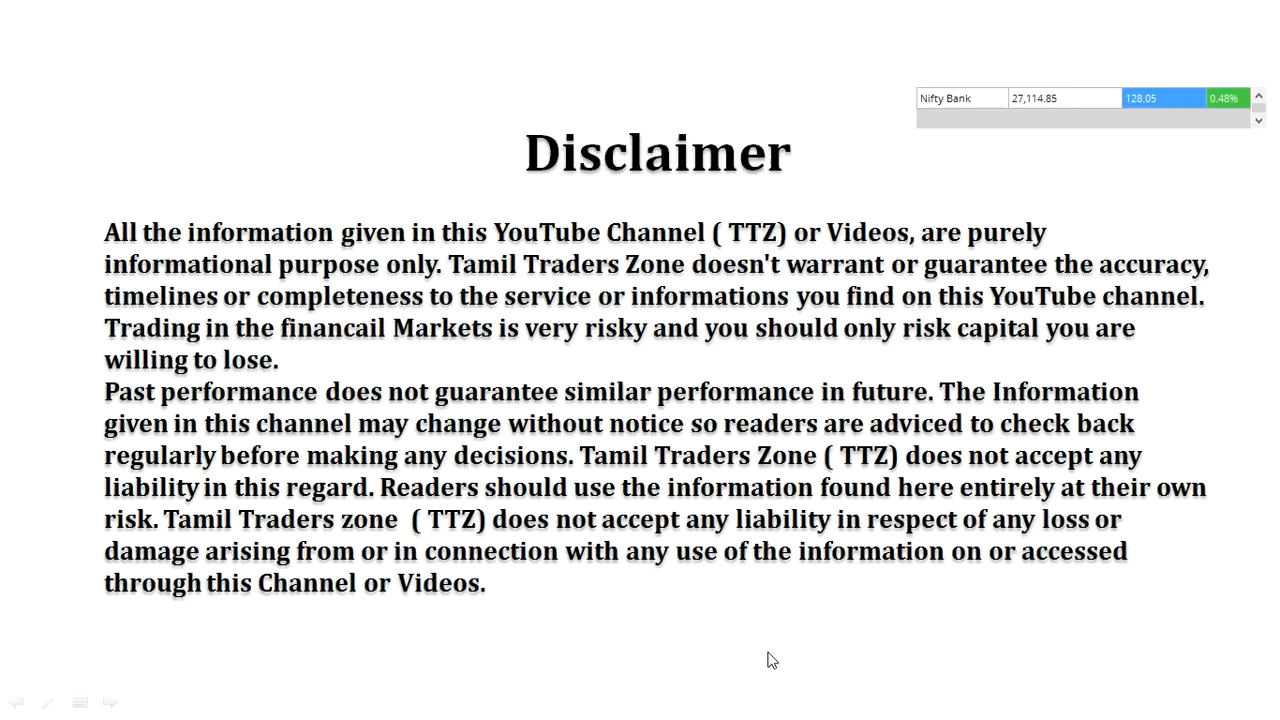 Nifty Bank 27,114.85 128.05 0.48%
Disclaimer
All the information given in this YouTube Channel ( TTZ) or Videos, are purely
informational purpose only. Tamil Traders Zone doesn't warrant or guarantee the accuracy,
timelines or completeness to the service or informations you find on this YouTube channel.
Trading in the financail Markets is very risky and you should only risk capital you are
willing to lose.
Past performance does not guarantee similar performance in future. The Information
given in this channel may change without notice so readers are adviced to check back
regularly before making any decisions. Tamil Traders Zone ( TTZ) does not accept any
liability in this regard. Readers should use the information found here entirely at their own
risk. Tamil Traders zone  ( TTZ) does not accept any liability in respect of any loss or
damage arising from or in connection with any use of the information on or accessed
through this Channel or Videos.